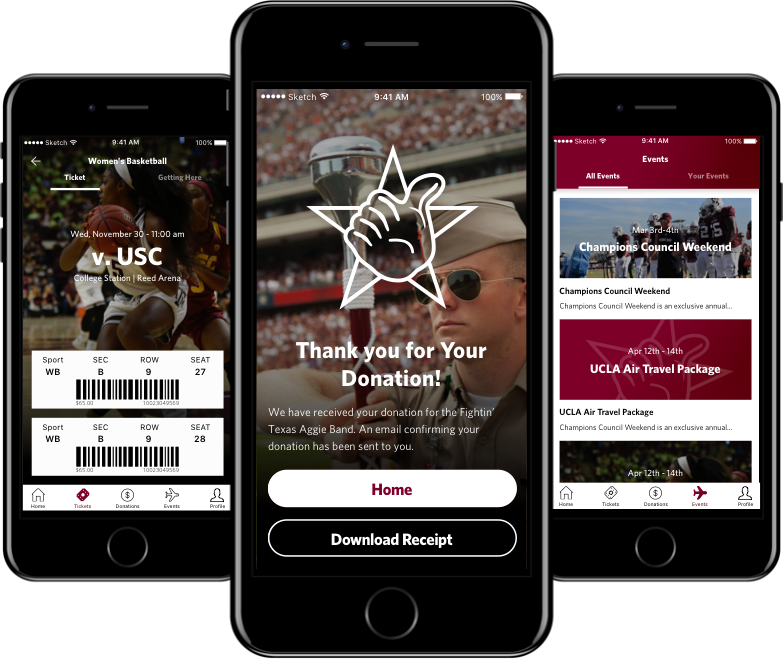 Sketch
9:41 AM
100%
Women's Basketball
Ticket
Getting Here
Wed, November 30 - 11:00 am
v. USC
College Station | Reed Arena
Sport SEC ROW SEAT
WB B 9 27
$65.00 10023049569
Sport SEC ROW SEAT
WB B 9 28
$65.00 10023049569
Home Tickets Donations Events Profile
Sketch
9:41 AM
100%
Thank you for Your
Donation!
We have received your donation for the Fightin'
Texas Aggie Band. An email confirming your
donation has been sent to you.
Home
Download Receipt
Sketch
9:41 AM
100%
Events
All Events
Your Events
Mar 3rd-4th
Champions Council Weekend
Champions Council Weekend
Champions Council Weekend is an exclusive annual...
Apr 12th - 14th
UCLA Air Travel Package
UCLA Air Travel Package
Champions Council Weekend is an exclusive annual...
Apr 12th - 14th
Home Tickets Donations Events Profile